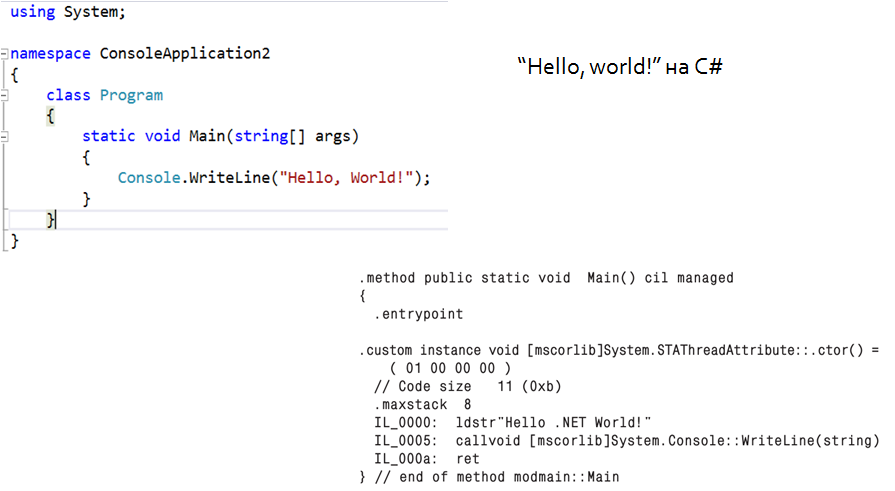 using System;
namespace ConsoleApplication2
{
    class Program
    {
        static void Main(string[] args)
        {
            Console.WriteLine("Hello, World!");
        }
    }
}
“Hello, world!” на C#
.method public static void  Main() cil managed
{
  .entrypoint
.custom instance void [mscorlib]System.STAThreadAttribute::.ctor() =
    ( 01 00 00 00 )
  // Code size   11 (0xb)
  .maxstack  8
  IL_0000:  ldstr"Hello .NET World!"
  IL_0005:  callvoid [mscorlib]System.Console::WriteLine(string)
  IL_000a:  ret
} // end of method modmain::Main